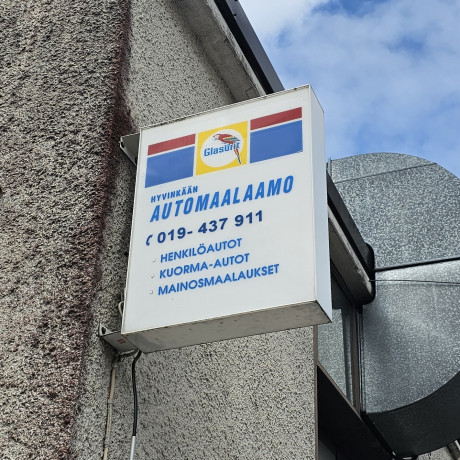 Glasurit
HYVINKÄÄN
AUTOMAALAAMO
019- 437 911
HENKILÖAUTOT
KUORMA-AUTOT
MAINOSMAALAUKSET